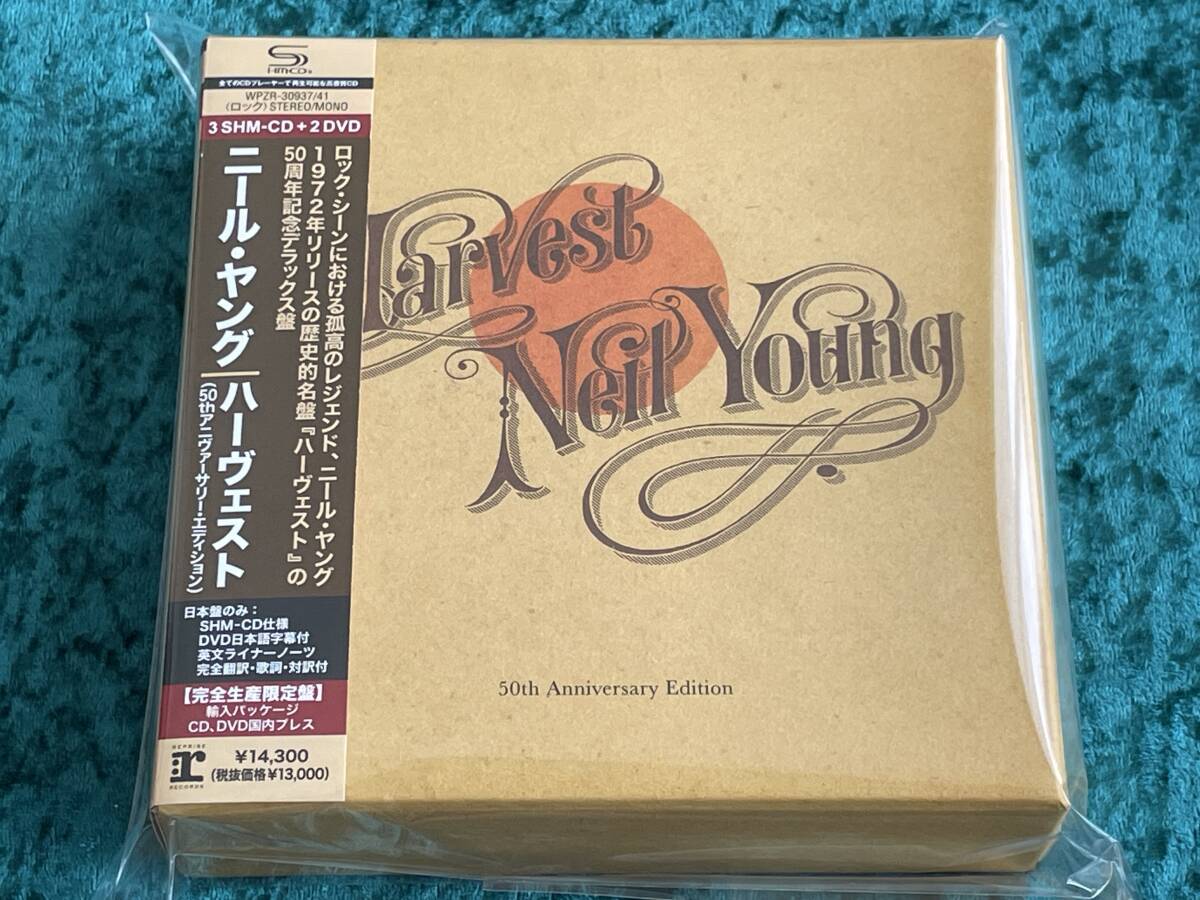 SHM-CDs
全てのCDプレーヤーで再生可能な高音質CD
WPZR-30937/41
(ロック) STEREO/MONO
3 SHM-CD + 2 DVD
ロック・シーンにおける孤高のレジェンド、ニール・ヤング
1972年リリースの歴史的名盤『ハーヴェスト』の
50周年記念デラックス盤
ニール・ヤング│ハーヴェスト
(50thアニヴァーサリー・エディション)
日本盤のみ：
SHM-CD仕様
DVD日本語字幕付
英文ライナーノーツ
完全翻訳・歌詞・対訳付
【完全生産限定盤】
輸入パッケージ
CD、DVD国内プレス
REPRISE
r
RECORDS
¥14,300
(税抜価格¥13,000)
Harvest
Neil Young
50th Anniversary Edition